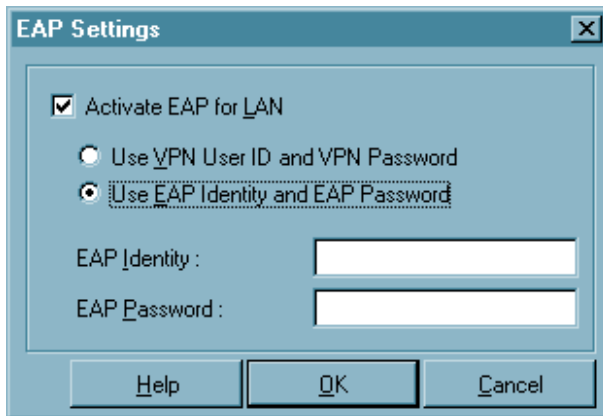 EAP Settings
Activate EAP for LAN
Use VPN User ID and VPN Password
Use EAP Identity and EAP Password
EAP Identity :
EAP Password :
Help OK Cancel